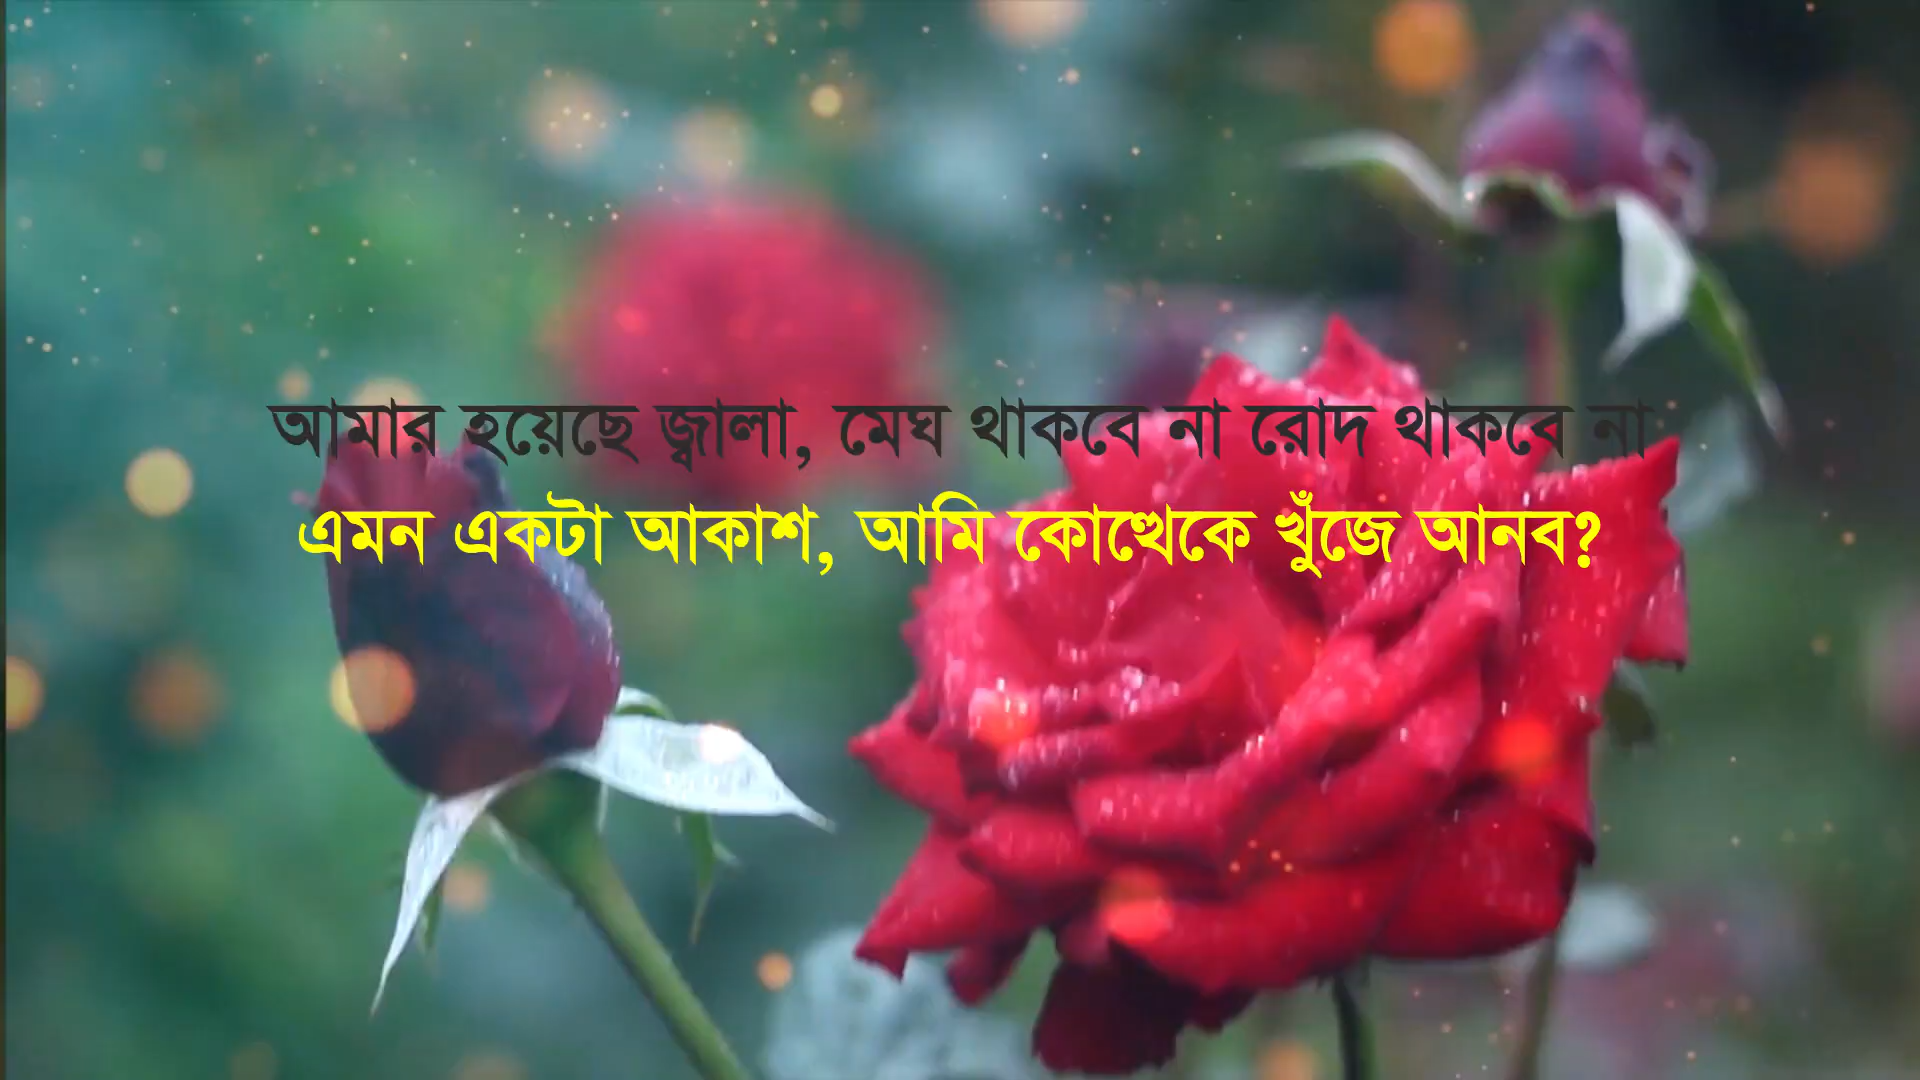 আমার হয়েছে জ্বালা, মেঘ থাকবে না রোদ থাকবে না
এমন একটা আকাশ, আমি কোত্থেকে খুঁজে আনব?